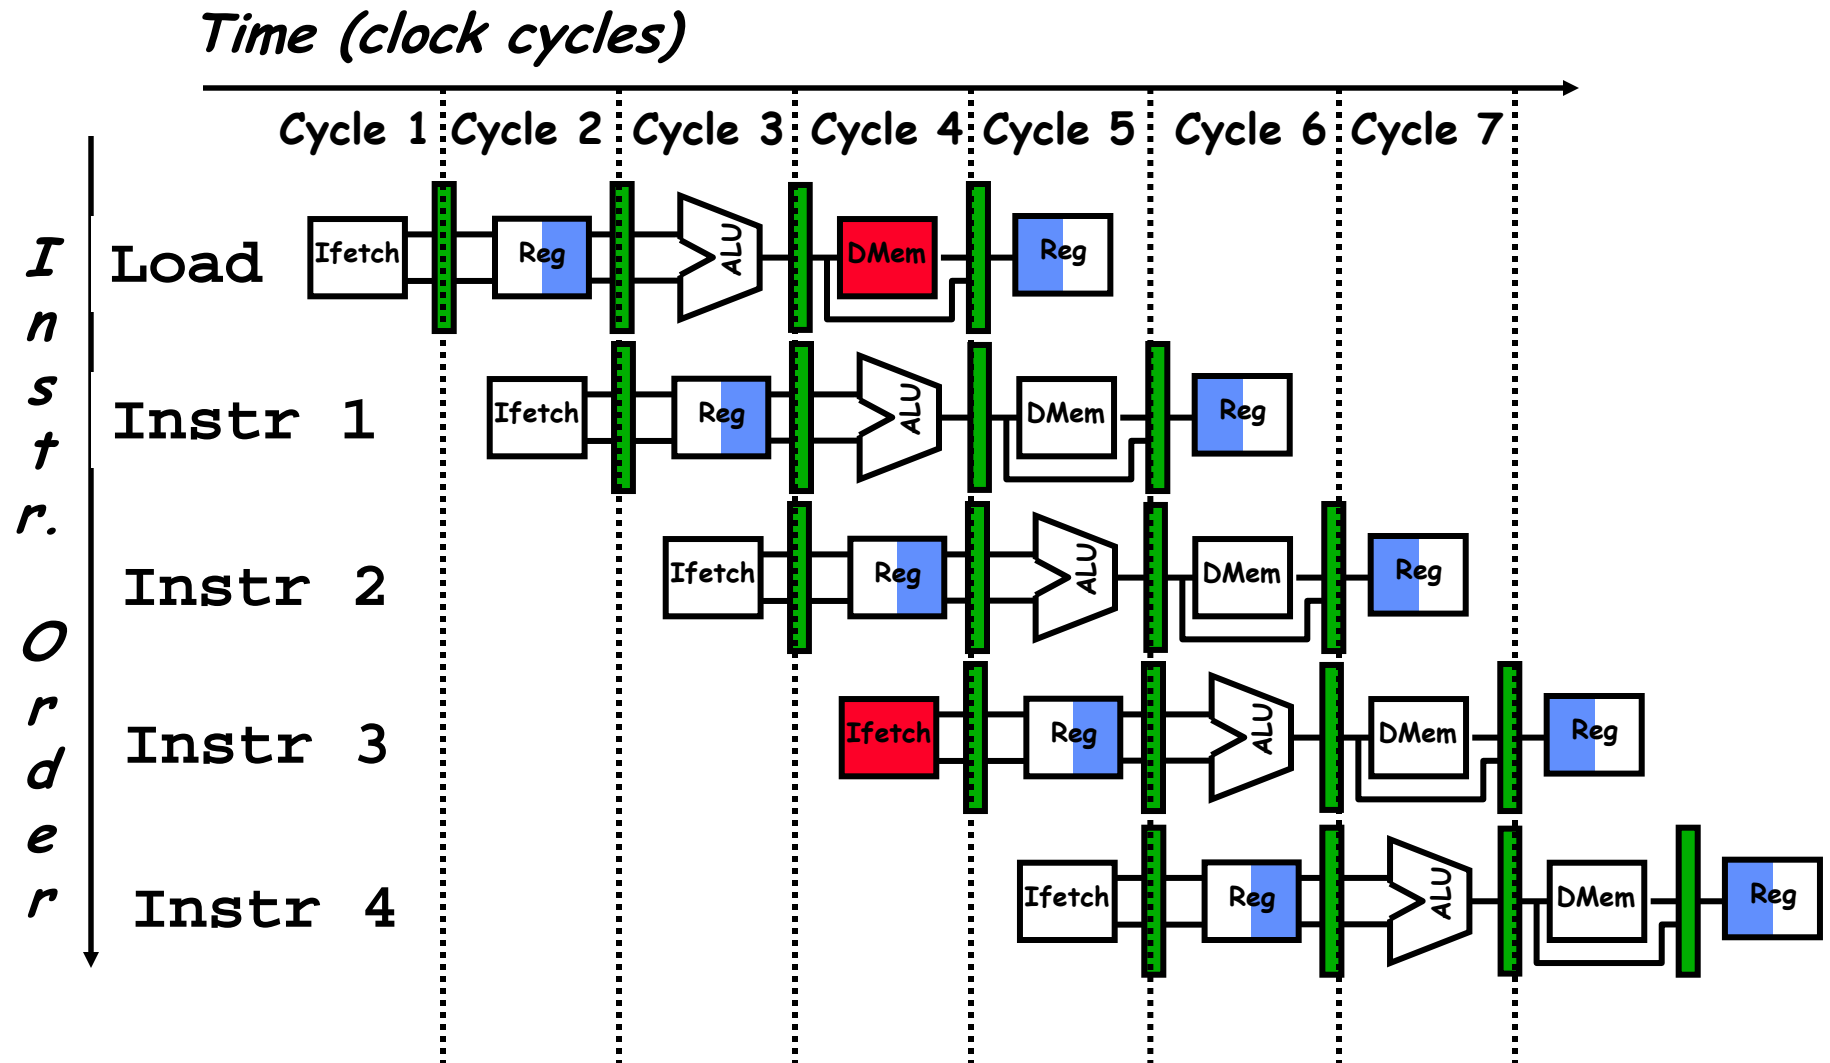 Time (clock cycles)
Cycle 1 Cycle 2 Cycle 3 Cycle 4 Cycle 5 Cycle 6 Cycle 7
Instr. Order
Load Ifetch Reg ALU DMem Reg
Instr 1 Ifetch Reg ALU DMem Reg
Instr 2 Ifetch Reg ALU DMem Reg
Instr 3 Ifetch Reg ALU DMem Reg
Instr 4 Ifetch Reg ALU DMem Reg